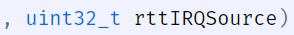 , uint32_t rttIRQSource)